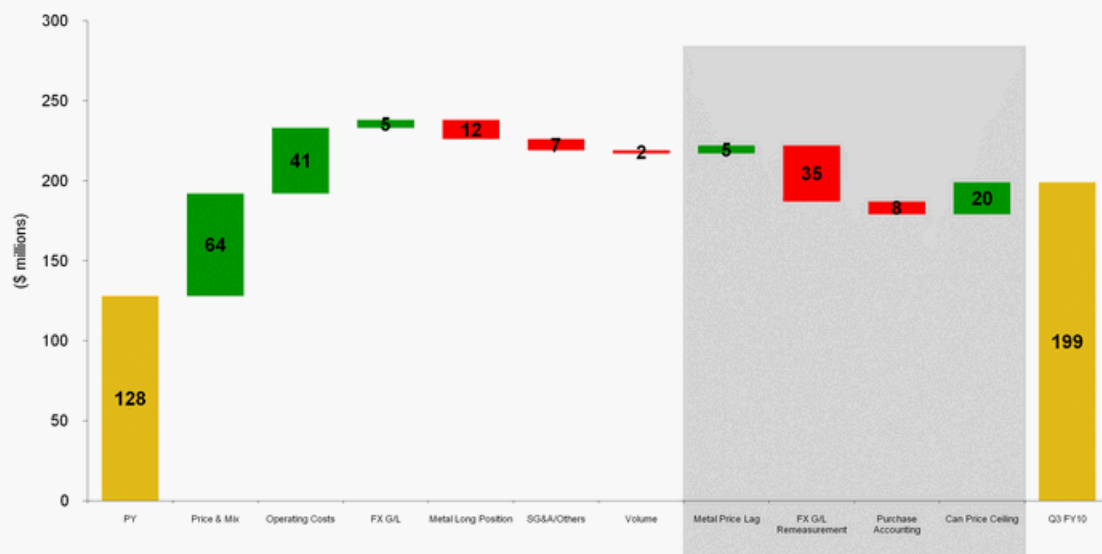 300
250
200
150
100
50
0
($ millions)
128
64
41
5
12
7
2
5
35
8
20
199
PY
Price & Mix
Operating Costs
FX G/L
Metal Long Position
SG&A/Others
Volume
Metal Price Lag
FX G/L
Remeasurement
Purchase
Accounting
Can Price Ceiling
Q3 FY10